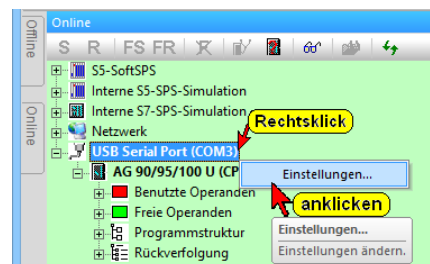 Offline
Online
Online
S R FS FR
S5-SoftSPS
Interne S5-SPS-Simulation
Interne S7-SPS-Simulation
Rechtsklick
Netzwerk
USB Serial Port (COM3)
Einstellungen...
AG 90/95/100 U (CP
Benutzte Operanden
anklicken
Freie Operanden
Programmstruktur
Einstellungen...
Rückverfolgung
Einstellungen ändern.